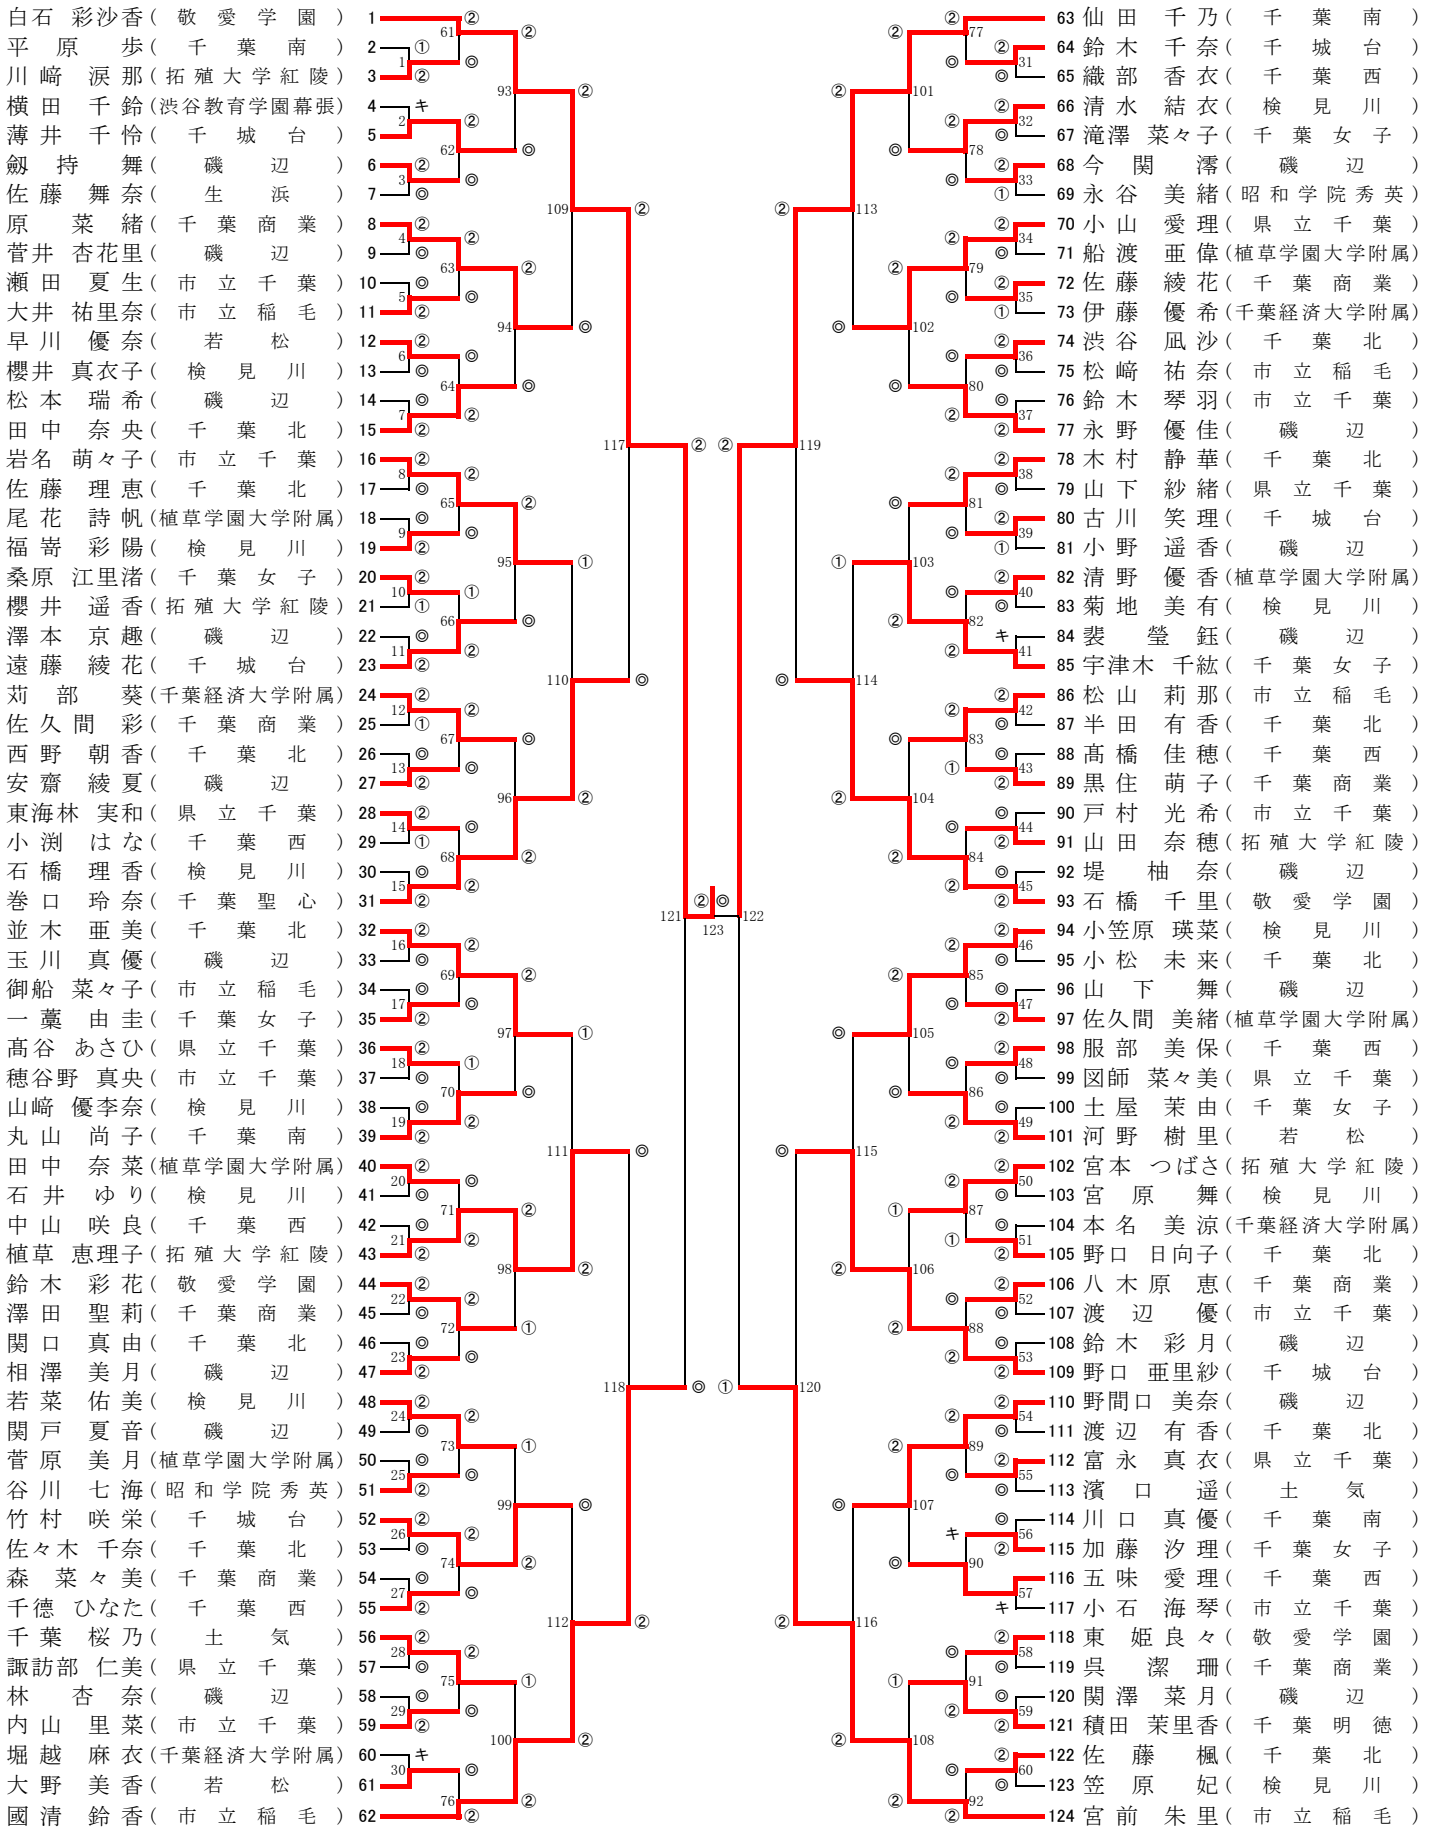 白石 彩沙香 ( 敬 愛 学 園 ) 1
平 原 歩 ( 千 葉 南 ) 2
川 﨑 涙 那 ( 拓 殖 大 学 紅 陵 ) 3
横 田 千 鈴 (渋谷教育学園幕張) 4
薄 井 千 怜 ( 千 城 台 ) 5
劔 持 舞 ( 磯 辺 ) 6
佐 藤 舞 奈 ( 生 浜 ) 7
原 菜 緒 ( 千 葉 商 業 ) 8
菅井 杏花里 ( 磯 辺 ) 9
瀬 田 夏 生 ( 市 立 千 葉 ) 10
大井 祐里奈 ( 市 立 稲 毛 ) 11
早 川 優 奈 ( 若 松 ) 12
櫻井 真衣子 ( 検 見 川 ) 13
松 本 瑞 希 ( 磯 辺 ) 14
田 中 奈 央 ( 千 葉 北 ) 15
岩名 萌々子 ( 市 立 千 葉 ) 16
佐 藤 理 恵 ( 千 葉 北 ) 17
尾 花 詩 帆 (植草学園大学附属) 18
福 嵜 彩 陽 ( 検 見 川 ) 19
桑原 江里渚 ( 千 葉 女 子 ) 20
櫻 井 遥 香 ( 拓 殖 大 学 紅 陵 ) 21
澤 本 京 趣 ( 磯 辺 ) 22
遠 藤 綾 花 ( 千 城 台 ) 23
苅 部 葵 (千葉経済大学附属) 24
佐 久 間 彩 ( 千 葉 商 業 ) 25
西 野 朝 香 ( 千 葉 北 ) 26
安 齋 綾 夏 ( 磯 辺 ) 27
東海林 実和 ( 県 立 千 葉 ) 28
小 渕 は な ( 千 葉 西 ) 29
石 橋 理 香 ( 検 見 川 ) 30
巻 口 玲 奈 ( 千 葉 聖 心 ) 31
並 木 亜 美 ( 千 葉 北 ) 32
玉 川 真 優 ( 磯 辺 ) 33
御船 菜々子 ( 市 立 稲 毛 ) 34
一 藁 由 圭 ( 千 葉 女 子 ) 35
髙谷 あさひ ( 県 立 千 葉 ) 36
穂谷野 真央 ( 市 立 千 葉 ) 37
山﨑 優李奈 ( 検 見 川 ) 38
丸 山 尚 子 ( 千 葉 南 ) 39
田 中 奈 菜 (植草学園大学附属) 40
石 井 ゆ り ( 検 見 川 ) 41
中 山 咲 良 ( 千 葉 西 ) 42
植草 恵理子 ( 拓 殖 大 学 紅 陵 ) 43
鈴 木 彩 花 ( 敬 愛 学 園 ) 44
澤 田 聖 莉 ( 千 葉 商 業 ) 45
関 口 真 由 ( 千 葉 北 ) 46
相 澤 美 月 ( 磯 辺 ) 47
若 菜 佑 美 ( 検 見 川 ) 48
関 戸 夏 音 ( 磯 辺 ) 49
菅 原 美 月 (植草学園大学附属) 50
谷 川 七 海 ( 昭 和 学 院 秀 英 ) 51
竹 村 咲 栄 ( 千 城 台 ) 52
佐々木 千奈 ( 千 葉 北 ) 53
森 菜 々 美 ( 千 葉 商 業 ) 54
千德 ひなた ( 千 葉 西 ) 55
千 葉 桜 乃 ( 土 気 ) 56
諏訪部 仁美 ( 県 立 千 葉 ) 57
林 杏 奈 ( 磯 辺 ) 58
内 山 里 菜 ( 市 立 千 葉 ) 59
堀 越 麻 衣 (千葉経済大学附属) 60
大 野 美 香 ( 若 松 ) 61
國 清 鈴 香 ( 市 立 稲 毛 ) 62
63 仙 田 千 乃 ( 千 葉 南 )
64 鈴 木 千 奈 ( 千 城 台 )
65 織 部 香 衣 ( 千 葉 西 )
66 清 水 結 衣 ( 検 見 川 )
67 滝澤 菜々子 ( 千 葉 女 子 )
68 今 関 澪 ( 磯 辺 )
69 永 谷 美 緒 ( 昭 和 学 院 秀 英 )
70 小 山 愛 理 ( 県 立 千 葉 )
71 船 渡 亜 偉 (植草学園大学附属)
72 佐 藤 綾 花 ( 千 葉 商 業 )
73 伊 藤 優 希 (千葉経済大学附属)
74 渋 谷 凪 沙 ( 千 葉 北 )
75 松 﨑 祐 奈 ( 市 立 稲 毛 )
76 鈴 木 琴 羽 ( 市 立 千 葉 )
77 永 野 優 佳 ( 磯 辺 )
78 木 村 静 華 ( 千 葉 北 )
79 山 下 紗 緒 ( 県 立 千 葉 )
80 古 川 笑 理 ( 千 城 台 )
81 小 野 遥 香 ( 磯 辺 )
82 清 野 優 香 (植草学園大学附属)
83 菊 地 美 有 ( 検 見 川 )
84 裴 瑩 鈺 ( 磯 辺 )
85 宇津木 千紘 ( 千 葉 女 子 )
86 松 山 莉 那 ( 市 立 稲 毛 )
87 半 田 有 香 ( 千 葉 北 )
88 髙 橋 佳 穂 ( 千 葉 西 )
89 黒 住 萌 子 ( 千 葉 商 業 )
90 戸 村 光 希 ( 市 立 千 葉 )
91 山 田 奈 穂 ( 拓 殖 大 学 紅 陵 )
92 堤 柚 奈 ( 磯 辺 )
93 石 橋 千 里 ( 敬 愛 学 園 )
94 小笠原 瑛菜 ( 検 見 川 )
95 小 松 未 来 ( 千 葉 北 )
96 山 下 舞 ( 磯 辺 )
97 佐久間 美緒 (植草学園大学附属)
98 服 部 美 保 ( 千 葉 西 )
99 図師 菜々美 ( 県 立 千 葉 )
100 土 屋 茉 由 ( 千 葉 女 子 )
101 河 野 樹 里 ( 若 松 )
102 宮本 つばさ ( 拓 殖 大 学 紅 陵 )
103 宮 原 舞 ( 検 見 川 )
104 本 名 美 涼 (千葉経済大学附属)
105 野口 日向子 ( 千 葉 北 )
106 八 木 原 恵 ( 千 葉 商 業 )
107 渡 辺 優 ( 市 立 千 葉 )
108 鈴 木 彩 月 ( 磯 辺 )
109 野口 亜里紗 ( 千 城 台 )
110 野間口 美奈 ( 磯 辺 )
111 渡 辺 有 香 ( 千 葉 北 )
112 富 永 真 衣 ( 県 立 千 葉 )
113 濱 口 遥 ( 土 気 )
114 川 口 真 優 ( 千 葉 南 )
115 加 藤 汐 理 ( 千 葉 女 子 )
116 五 味 愛 理 ( 千 葉 西 )
117 小 石 海 琴 ( 市 立 千 葉 )
118 東 姫 良 々 ( 敬 愛 学 園 )
119 呉 潔 珊 ( 千 葉 商 業 )
120 関 澤 菜 月 ( 磯 辺 )
121 積田 茉里香 ( 千 葉 明 徳 )
122 佐 藤 楓 ( 千 葉 北 )
123 笠 原 妃 ( 検 見 川 )
124 宮 前 朱 里 ( 市 立 稲 毛 )